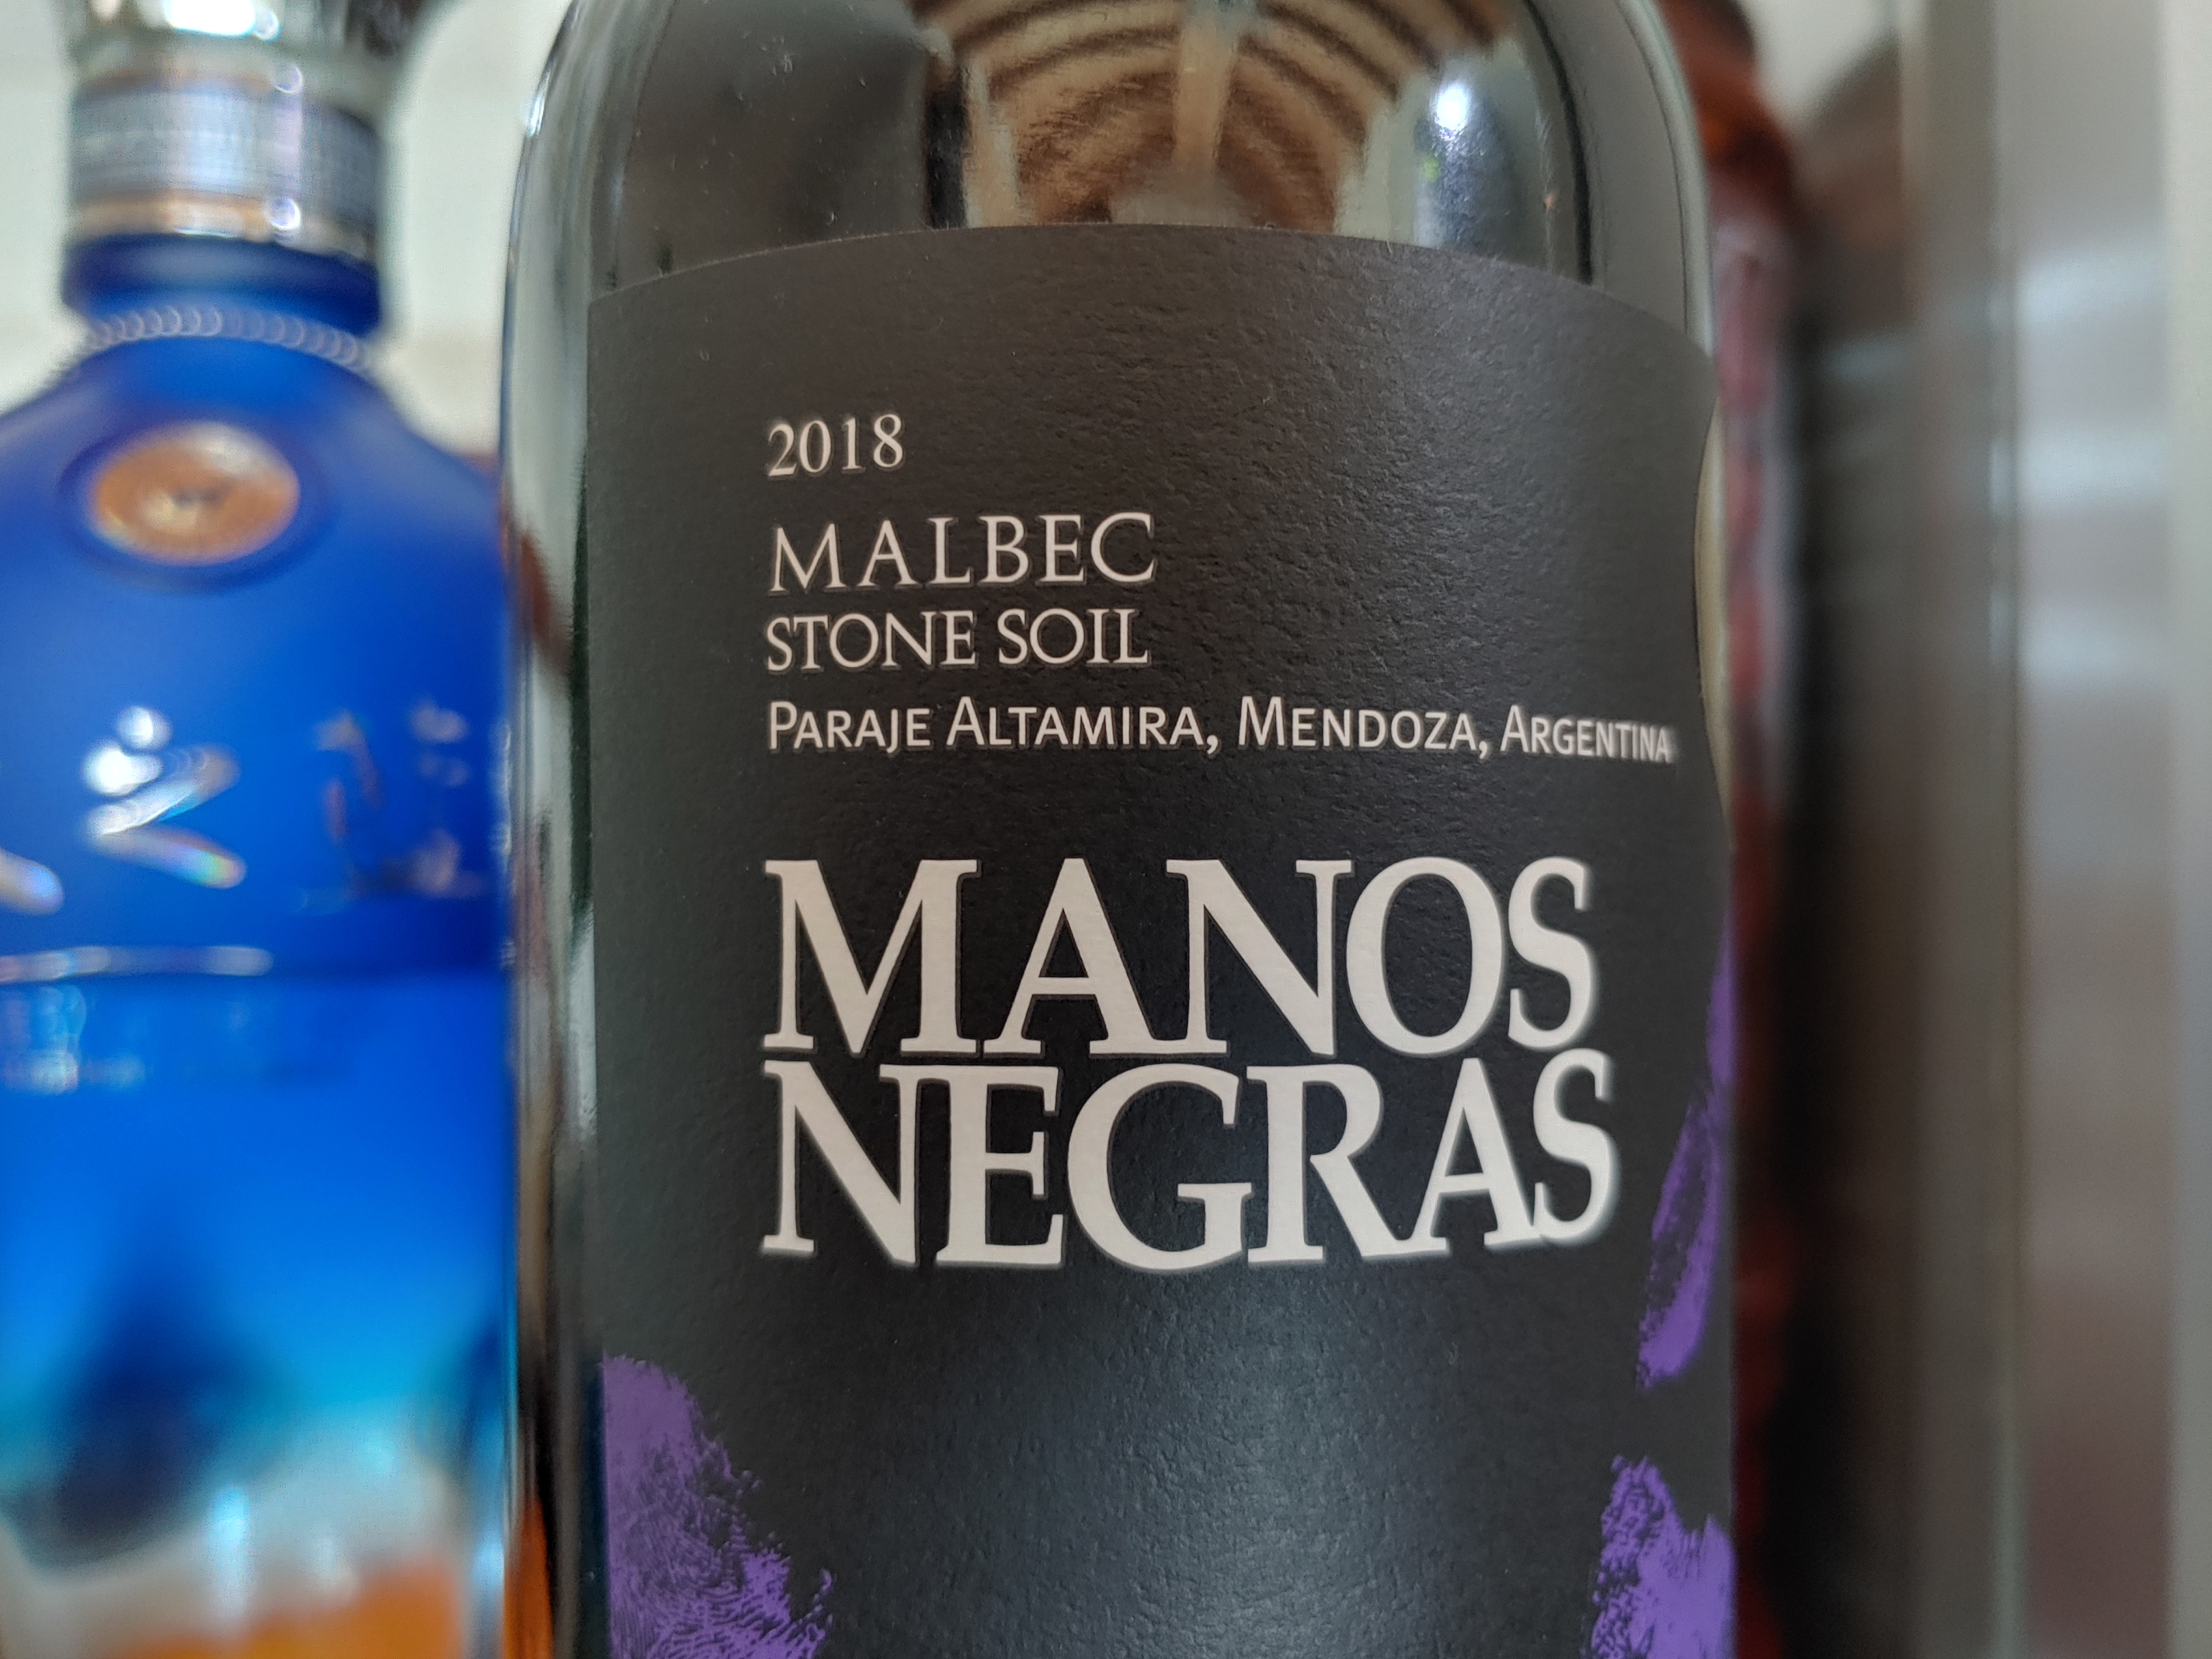 2018
MALBEC
STONE SOIL
PARAJE ALTAMIRA, MENDOZA, ARGENTINA
MANOS
NEGRAS